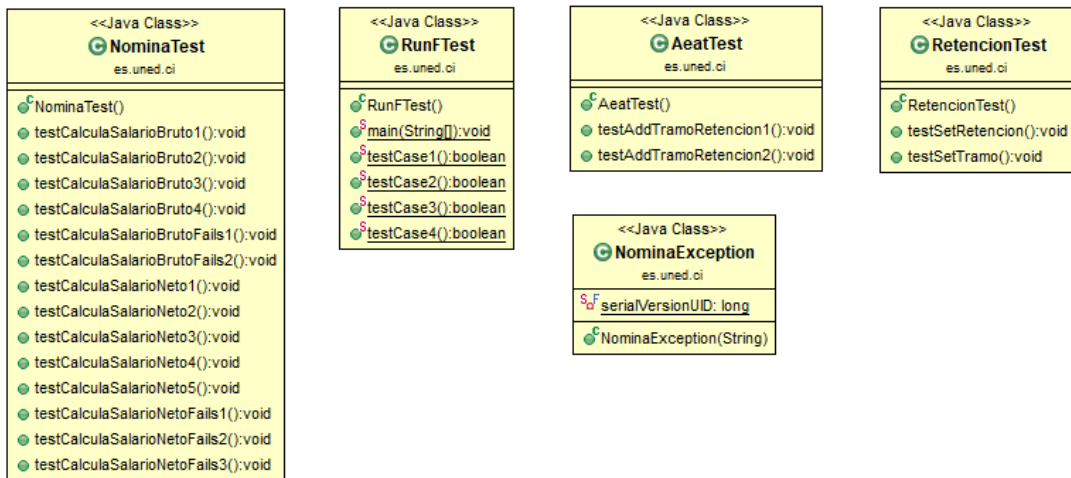 <<Java Class>>
NominaTest
es.uned.ci
NominaTest()
testCalculaSalarioBruto1():void
testCalculaSalarioBruto2():void
testCalculaSalarioBruto3():void
testCalculaSalarioBruto4():void
testCalculaSalarioBrutoFails1():void
testCalculaSalarioBrutoFails2():void
testCalculaSalarioNeto1():void
testCalculaSalarioNeto2():void
testCalculaSalarioNeto3():void
testCalculaSalarioNeto4():void
testCalculaSalarioNeto5():void
testCalculaSalarioNetoFails1():void
testCalculaSalarioNetoFails2():void
testCalculaSalarioNetoFails3():void
<<Java Class>>
RunFTest
es.uned.ci
RunFTest()
main(String[]):void
testCase1():boolean
testCase2():boolean
testCase3():boolean
testCase4():boolean
<<Java Class>>
AeatTest
es.uned.ci
AeatTest()
testAddTramoRetencion1():void
testAddTramoRetencion2():void
<<Java Class>>
RetencionTest
es.uned.ci
RetencionTest()
testSetRetencion():void
testSetTramo():void
<<Java Class>>
NominaException
es.uned.ci
serialVersionUID: long
NominaException(String)